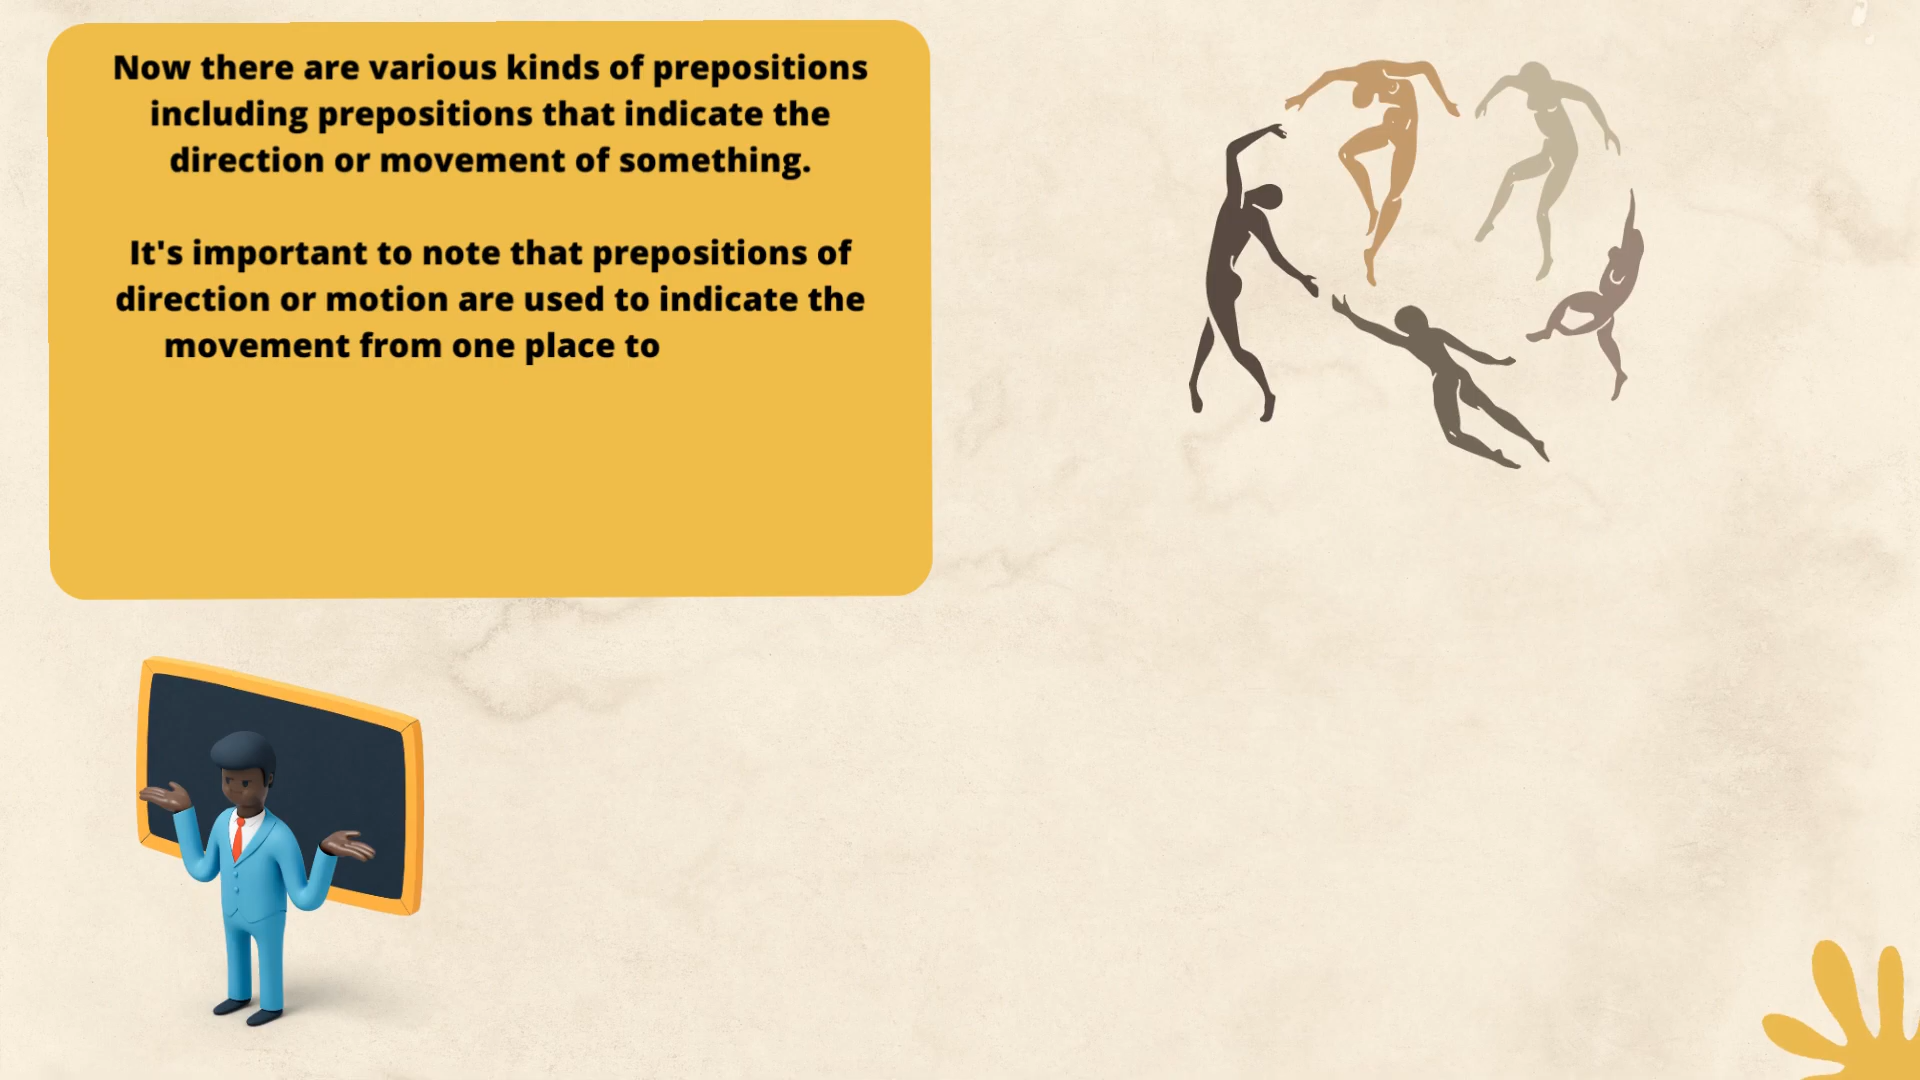 Now there are various kinds of prepositions
including prepositions that indicate the
direction or movement of something.
It's important to note that prepositions of
direction or motion are used to indicate the
movement from one place to